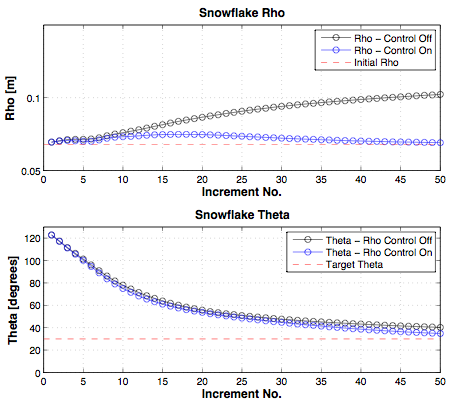 Snowflake Rho
Rho – Control Off
Rho – Control On
Initial Rho
Rho [m]
0.1
0.05
0 5 10 15 20 25 30 35 40 45 50
Increment No.
Snowflake Theta
Theta – Rho Control Off
Theta – Rho Control On
Target Theta
Theta (degrees)
120
100
80
60
40
20
0
0 5 10 15 20 25 30 35 40 45 50
Increment No.